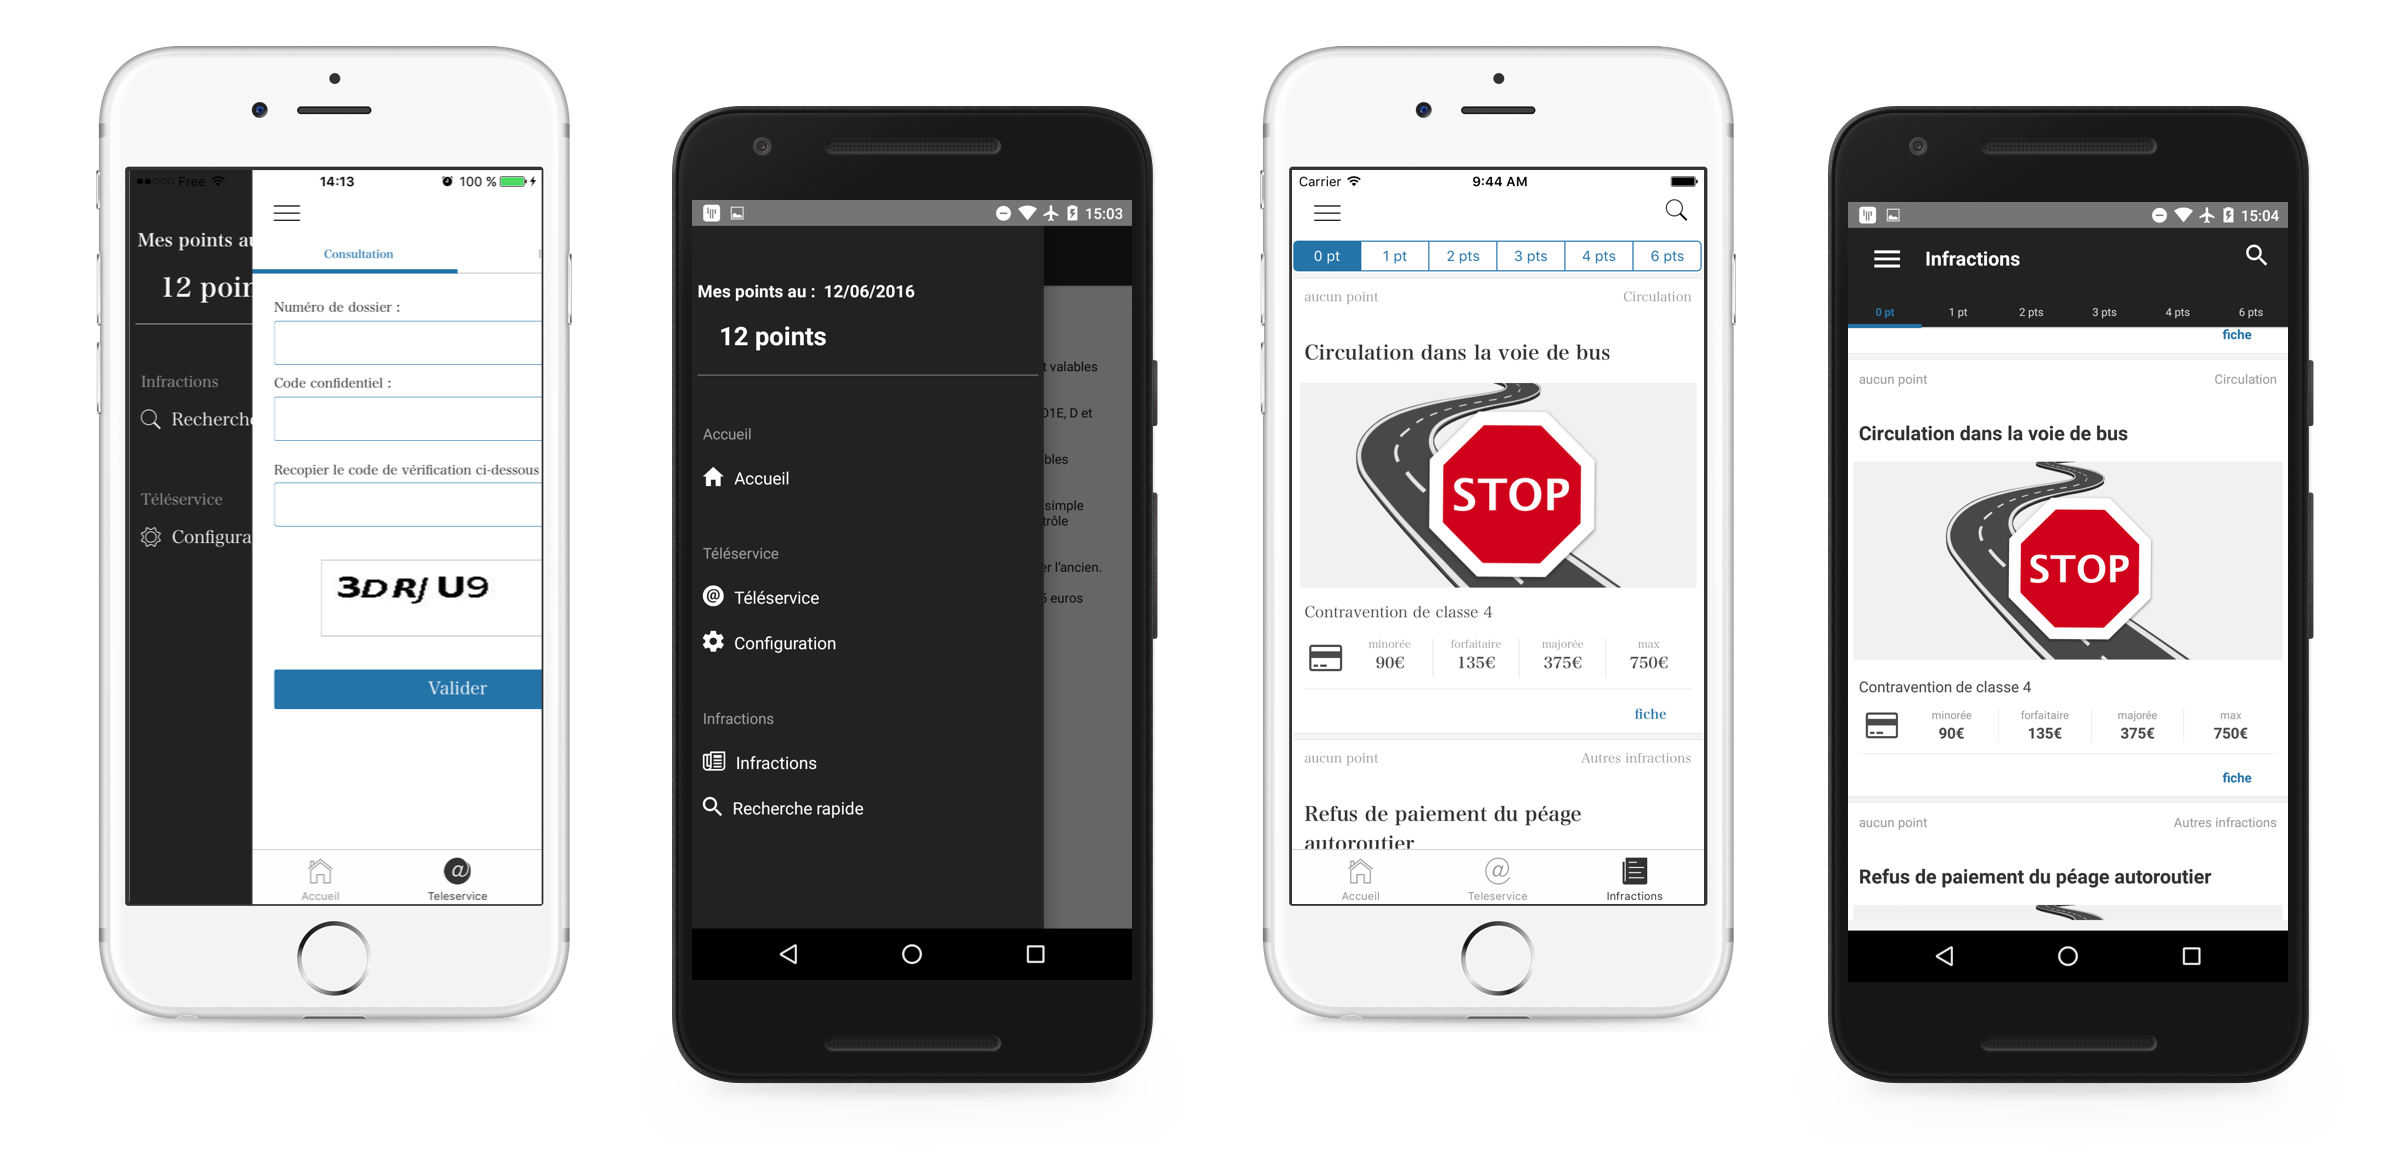 Free 14:13 100 %
Mes points au
12 poin
Infractions
Recherche
Téléservice
Configura
Consultation
Numéro de dossier :
Code confidentiel :
Recopier le code de vérification ci-dessous
3DRJU9
Valider
Accueil Teleservice
15:03
Mes points au : 12/06/2016
12 points
Accueil
Accueil
Téléservice
Téléservice
Configuration
Infractions
Infractions
Recherche rapide
t valables
D1E, D et
bles
simple
trôle
er l'ancien.
5 euros
Carrier 9:44 AM
0 pt 1 pt 2 pts 3 pts 4 pts 6 pts
aucun point Circulation
Circulation dans la voie de bus
STOP
Contravention de classe 4
minorée forfaitaire majorée max
90€ 135€ 375€ 750€
fiche
aucun point Autres infractions
Refus de paiement du péage
autoroutier
Accueil Teleservice Infractions
15:04
Infractions
0 pt 1 pt 2 pts 3 pts 4 pts 6 pts
fiche
aucun point Circulation
Circulation dans la voie de bus
STOP
Contravention de classe 4
minorée forfaitaire majorée max
90€ 135€ 375€ 750€
fiche
aucun point Autres infractions
Refus de paiement du péage autoroutier